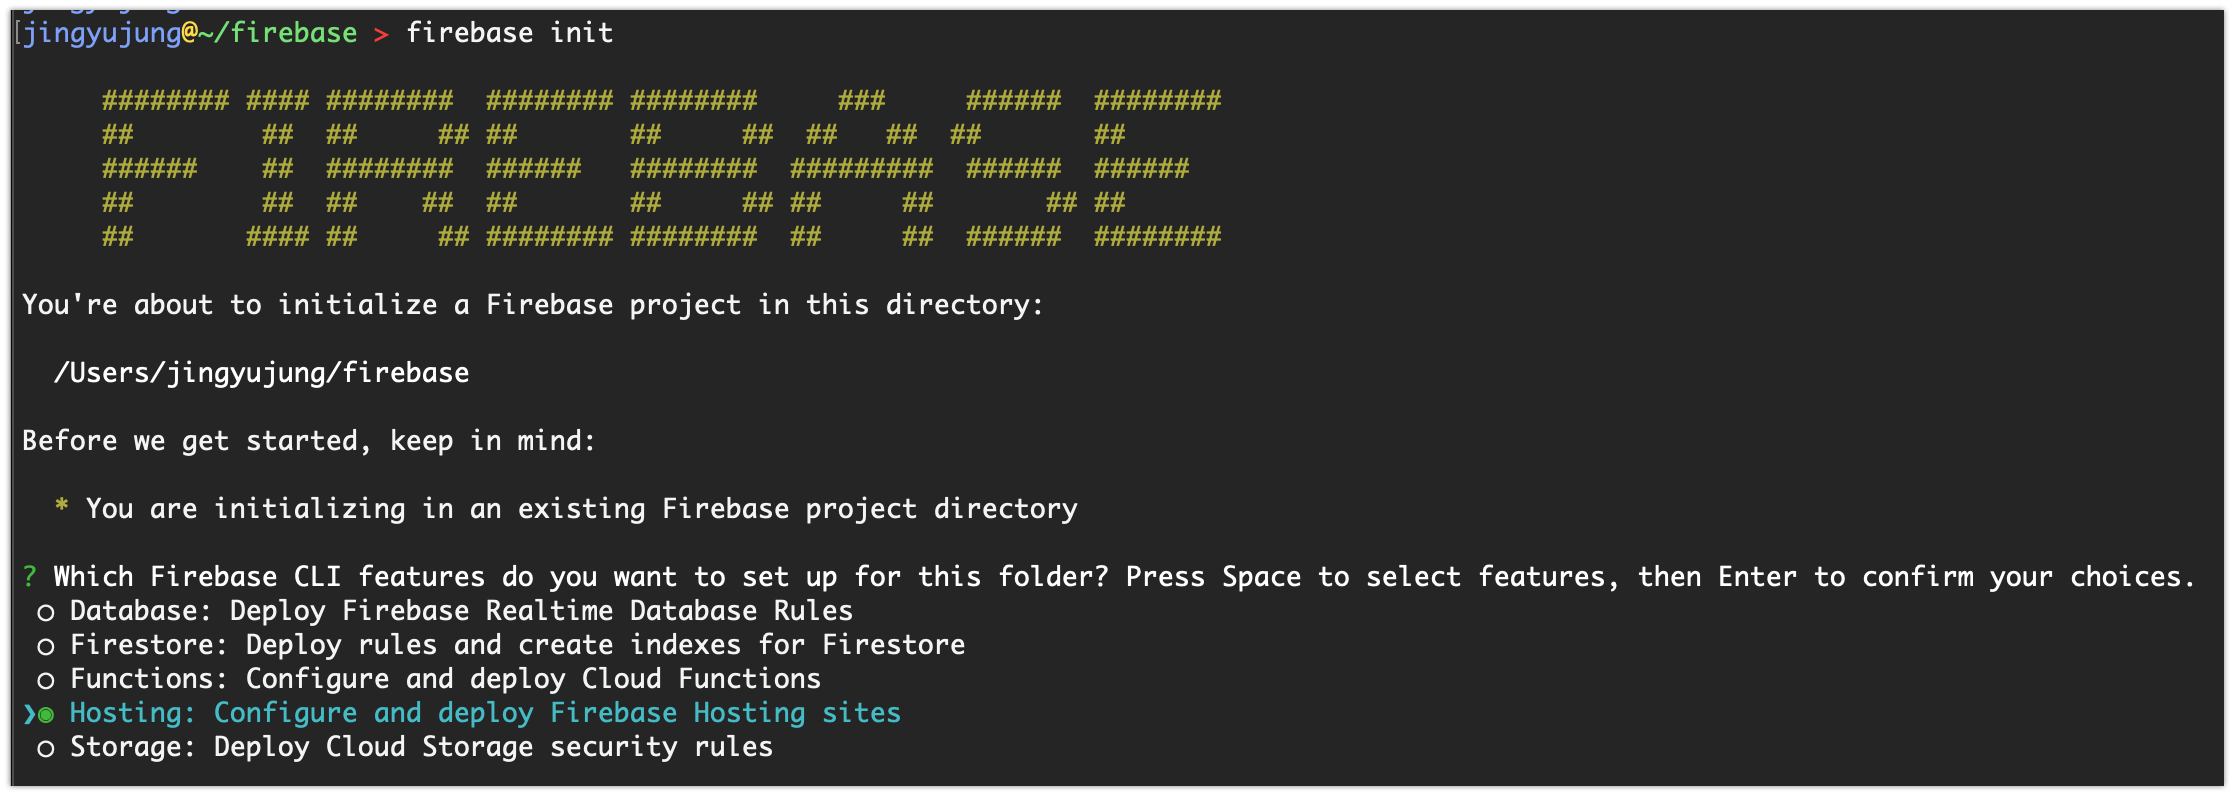 [jingyujung@~/firebase > firebase init
######## #### ########  ######## ########     ###     ######  ########
##        ##  ##     ## ##       ##     ##  ##   ##  ##       ##
######    ##  ########  ######   ########  #########  ######  ######
##        ##  ##    ##  ##       ##     ## ##     ##       ## ##
##       #### ##     ## ######## ########  ##     ##  ######  ########
You're about to initialize a Firebase project in this directory:
/Users/jingyujung/firebase
Before we get started, keep in mind:
* You are initializing in an existing Firebase project directory
? Which Firebase CLI features do you want to set up for this folder? Press Space to select features, then Enter to confirm your choices.
◯ Database: Deploy Firebase Realtime Database Rules
◯ Firestore: Deploy rules and create indexes for Firestore
◯ Functions: Configure and deploy Cloud Functions
❯◉ Hosting: Configure and deploy Firebase Hosting sites
◯ Storage: Deploy Cloud Storage security rules